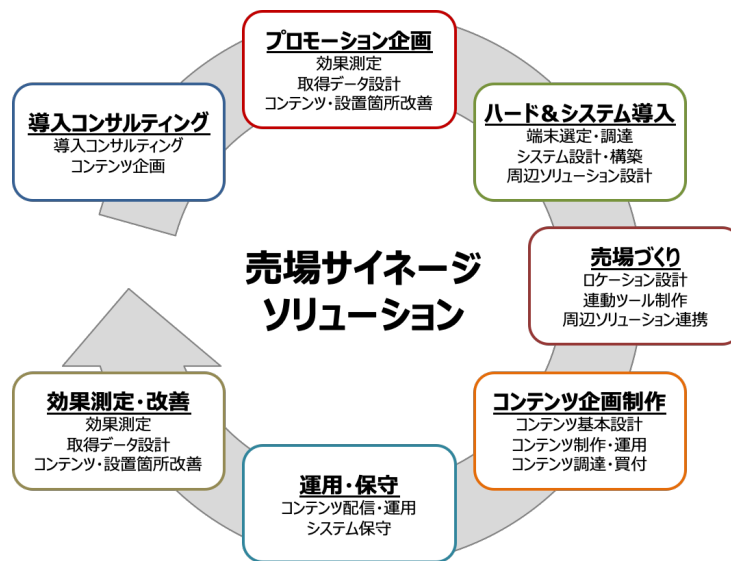 プロモーション企画
効果測定
取得データ設計
コンテンツ・設置箇所改善
導入コンサルティング
導入コンサルティング
コンテンツ企画
ハード＆システム導入
端末選定・調達
システム設計・構築
周辺ソリューション設計
売場づくり
ロケーション設計
連動ツール制作
周辺ソリューション連携
売場サイネージ
ソリューション
コンテンツ企画制作
コンテンツ基本設計
コンテンツ制作・運用
コンテンツ調達・買付
効果測定・改善
効果測定
取得データ設計
コンテンツ・設置箇所改善
運用・保守
コンテンツ配信・運用
システム保守